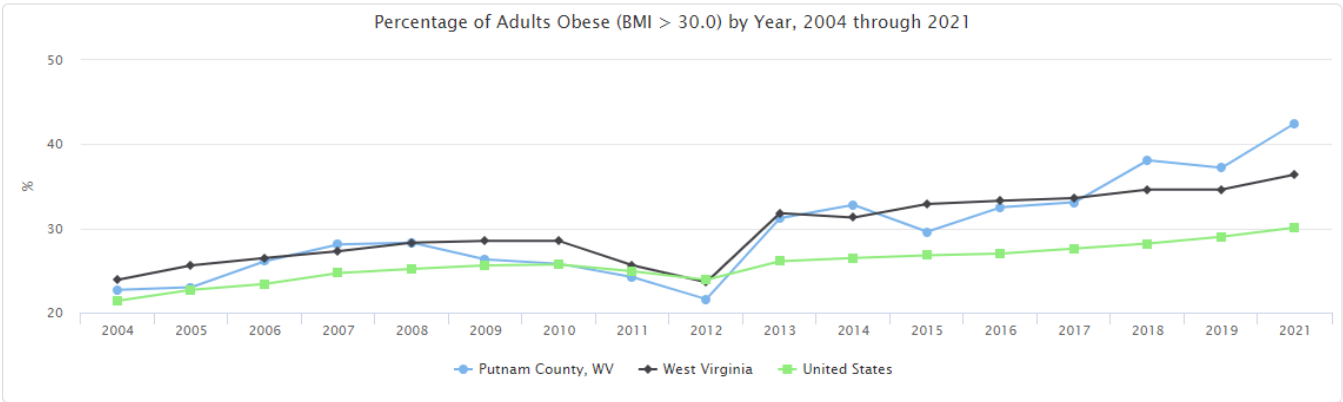 Percentage of Adults Obese (BMI > 30.0) by Year, 2004 through 2021
50
40
%
30
20
2004 2005 2006 2007 2008 2009 2010 2011 2012 2013 2014 2015 2016 2017 2018 2019 2021
Putnam County, WV West Virginia United States